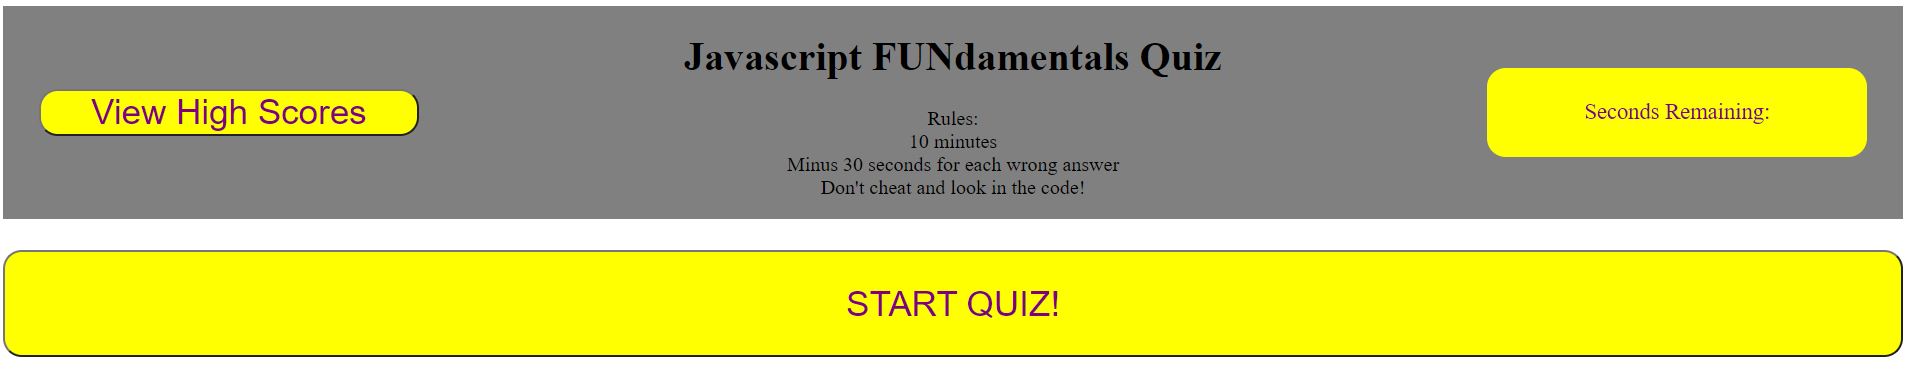 Javascript FUNdamentals Quiz
View High Scores
Rules:
10 minutes
Minus 30 seconds for each wrong answer
Don't cheat and look in the code!
Seconds Remaining:
START QUIZ!